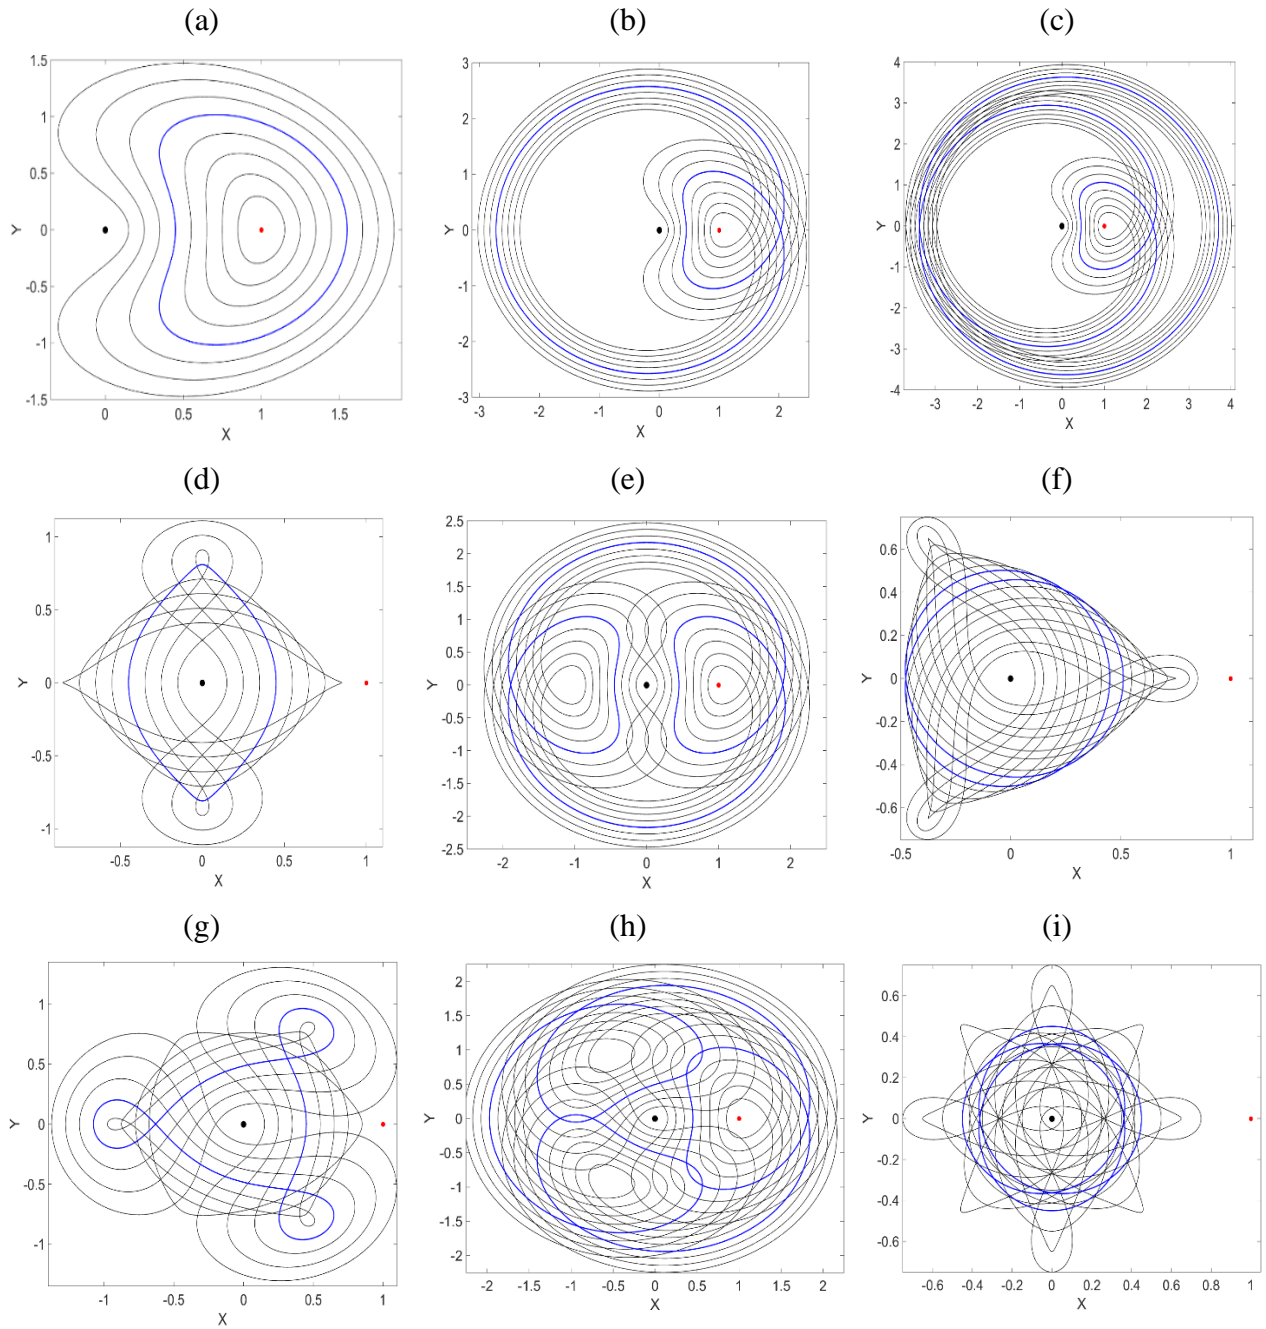 (a) (b) (c)
1.5 1 0.5 0 -0.5 -1 -1.5
Y
0 0.5 1 1.5
X
3 2 1 0 -1 -2 -3
Y
-3 -2 -1 0 1 2
X
4 3 2 1 0 -1 -2 -3 -4
Y
-3 -2 -1 0 1 2 3 4
X
(d) (e) (f)
1 0.5 0 -0.5 -1
Y
-0.5 0 0.5 1
X
2.5 2 1.5 1 0.5 0 -0.5 -1 -1.5 -2 -2.5
Y
-2 -1 0 1 2
X
0.6 0.4 0.2 0 -0.2 -0.4 -0.6
Y
-0.5 0 0.5 1
X
(g) (h) (i)
1 0.5 0 -0.5 -1
Y
-1 -0.5 0 0.5 1
X
2 1.5 1 0.5 0 -0.5 -1 -1.5 -2
Y
-2 -1.5 -1 -0.5 0 0.5 1 1.5 2
X
0.6 0.4 0.2 0 -0.2 -0.4 -0.6
Y
-0.6 -0.4 -0.2 0 0.2 0.4 0.6 0.8 1
X